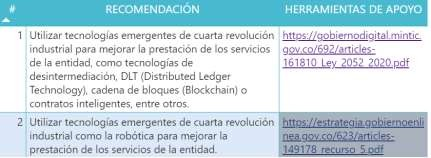 # RECOMENDACIÓN HERRAMIENTAS DE APOYO
1 Utilizar tecnologías emergentes de cuarta revolución
industrial para mejorar la prestación de los servicios
de la entidad, como tecnologías de
desintermediación, DLT (Distributed Ledger
Technology), cadena de bloques (Blockchain) o
contratos inteligentes, entre otros.
https://gobiernodigital.mintic.
gov.co/692/articles-
161810_Ley_2052_2020.pdf
2 Utilizar tecnologías emergentes de cuarta revolución
industrial como la robótica para mejorar la
prestación de los servicios de la entidad.
https://estrategia.gobiernoenli
nea.gov.co/623/articles-
149178_recurso_5.pdf